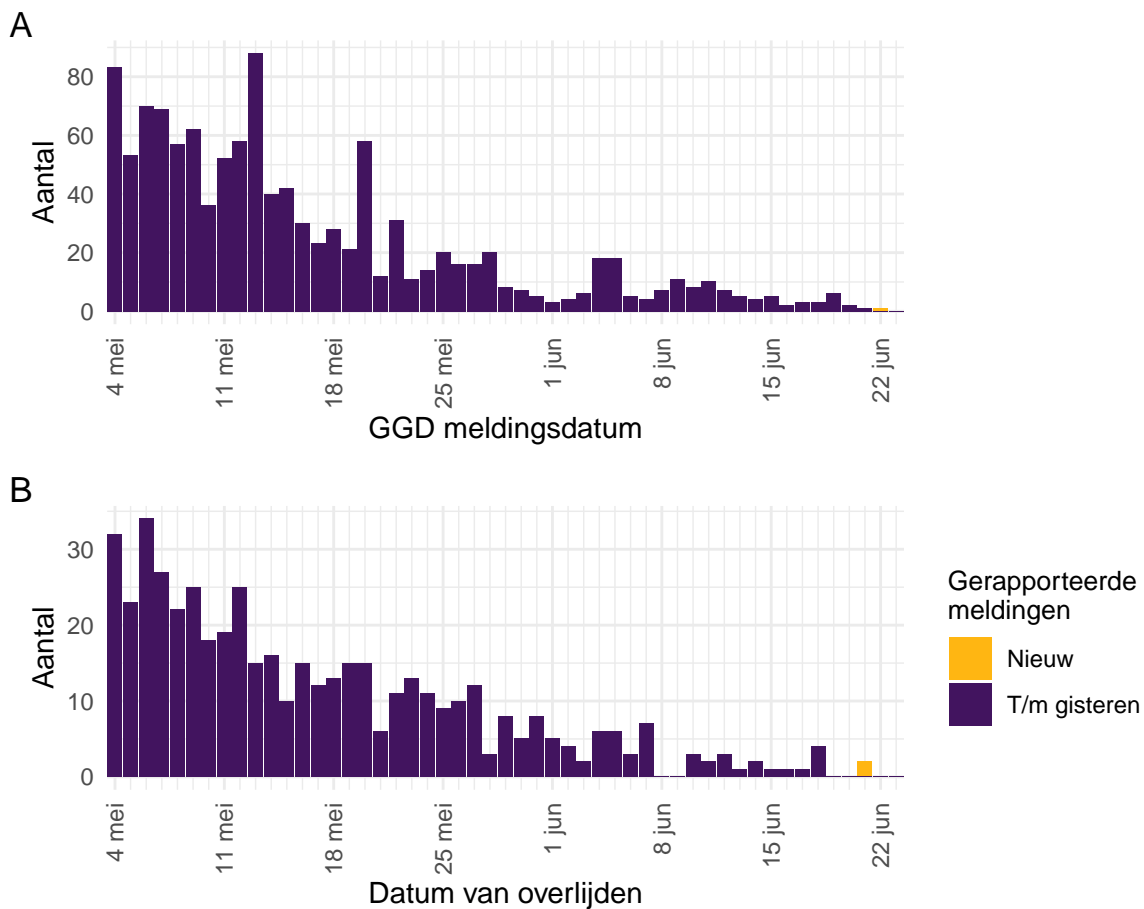 A
80
60
40
20
0
Aantal
4 mei
11 mei
18 mei
25 mei
1 jun
8 jun
15 jun
22 jun
GGD meldingsdatum
B
30
20
10
0
Aantal
4 mei
11 mei
18 mei
25 mei
1 jun
8 jun
15 jun
22 jun
Datum van overlijden
Gerapporteerde
meldingen
Nieuw
T/m gisteren